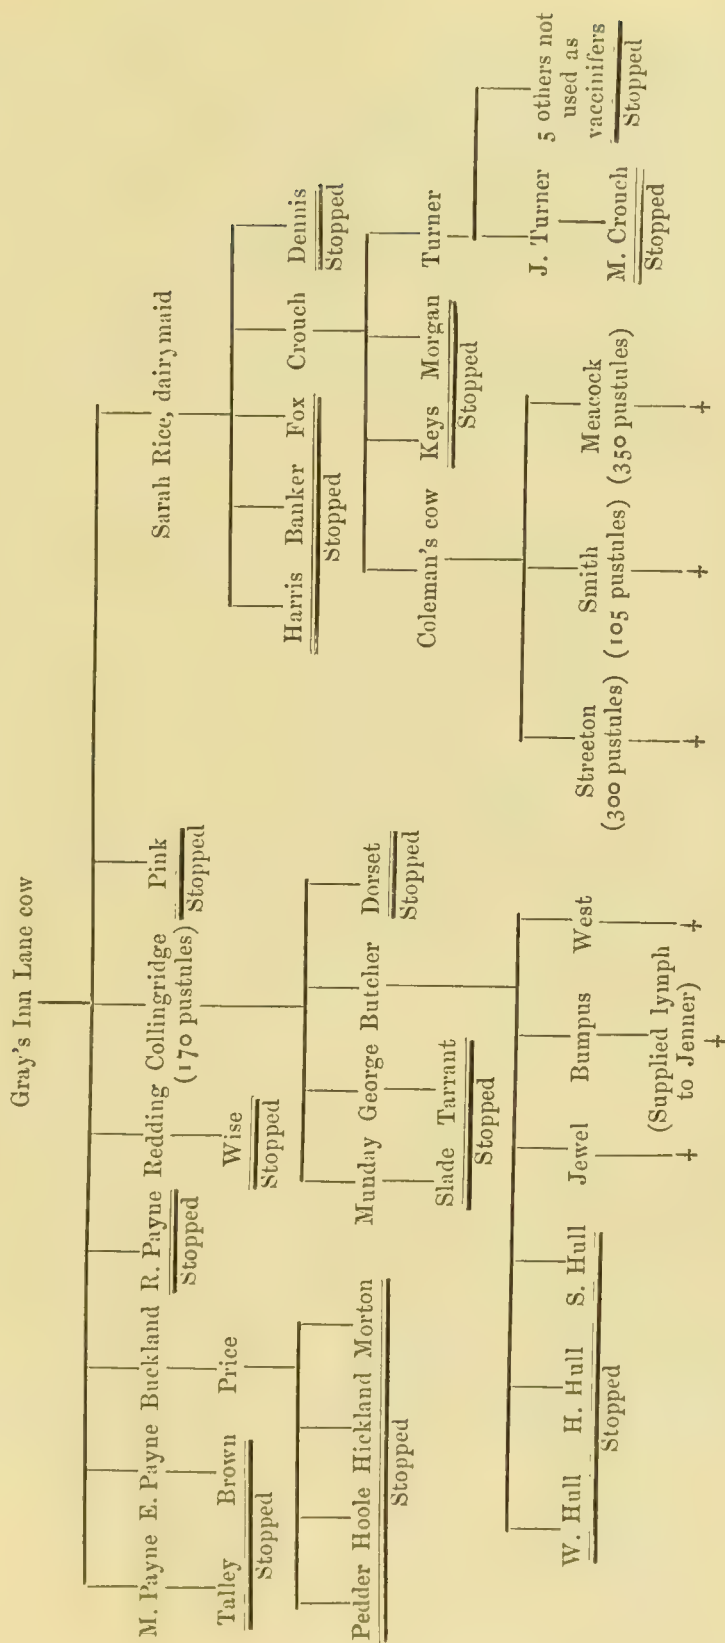 Gray's Inn Lane cow
M. Payne E. Payne Buckland R. Payne Redding Collingridge Pink Sarah Rice, dairymaid
(170 pustules)
Stopped
Stopped
Talley Brown Price Wise
Stopped
Stopped
Harris Banker Fox Crouch Dennis
Stopped
Stopped
Pedder Hoole Hickland Morton
Stopped
Munday George Butcher Dorset
Stopped
Coleman's cow Keys Morgan Turner
Stopped
Slade Tarrant
Stopped
J. Turner 5 others not
used as
vaccinifers
Stopped
M. Crouch
Stopped
W. Hull H. Hull S. Hull Jewel Bumpus West
Stopped
(Supplied lymph
to Jenner)
Streeton Smith Meacock
(300 pustules) (105 pustules) (350 pustules)